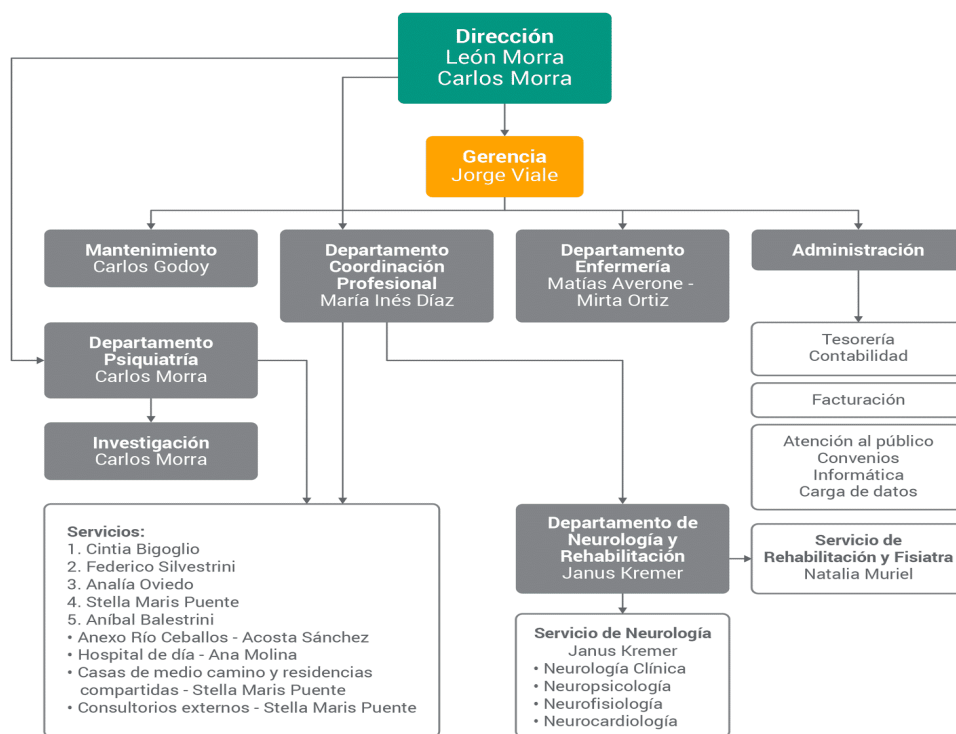 Dirección
León Morra
Carlos Morra
Gerencia
Jorge Viale
Mantenimiento
Carlos Godoy
Departamento
Coordinación
Profesional
María Inés Díaz
Departamento
Enfermería
Matías Averone -
Mirta Ortiz
Administración
Departamento
Psiquiatría
Carlos Morra
Investigación
Carlos Morra
Tesorería
Contabilidad
Facturación
Atención al público
Convenios
Informática
Carga de datos
Servicios:
1. Cintia Bigoglio
2. Federico Silvestrini
3. Analía Oviedo
4. Stella Maris Puente
5. Aníbal Balestrini
• Anexo Río Ceballos - Acosta Sánchez
• Hospital de día - Ana Molina
• Casas de medio camino y residencias
compartidas - Stella Maris Puente
• Consultorios externos - Stella Maris Puente
Departamento de
Neurología y
Rehabilitación
Janus Kremer
Servicio de
Rehabilitación y Fisiatra
Natalia Muriel
Servicio de Neurología
Janus Kremer
• Neurología Clínica
• Neuropsicología
• Neurofisiología
• Neurocardiología